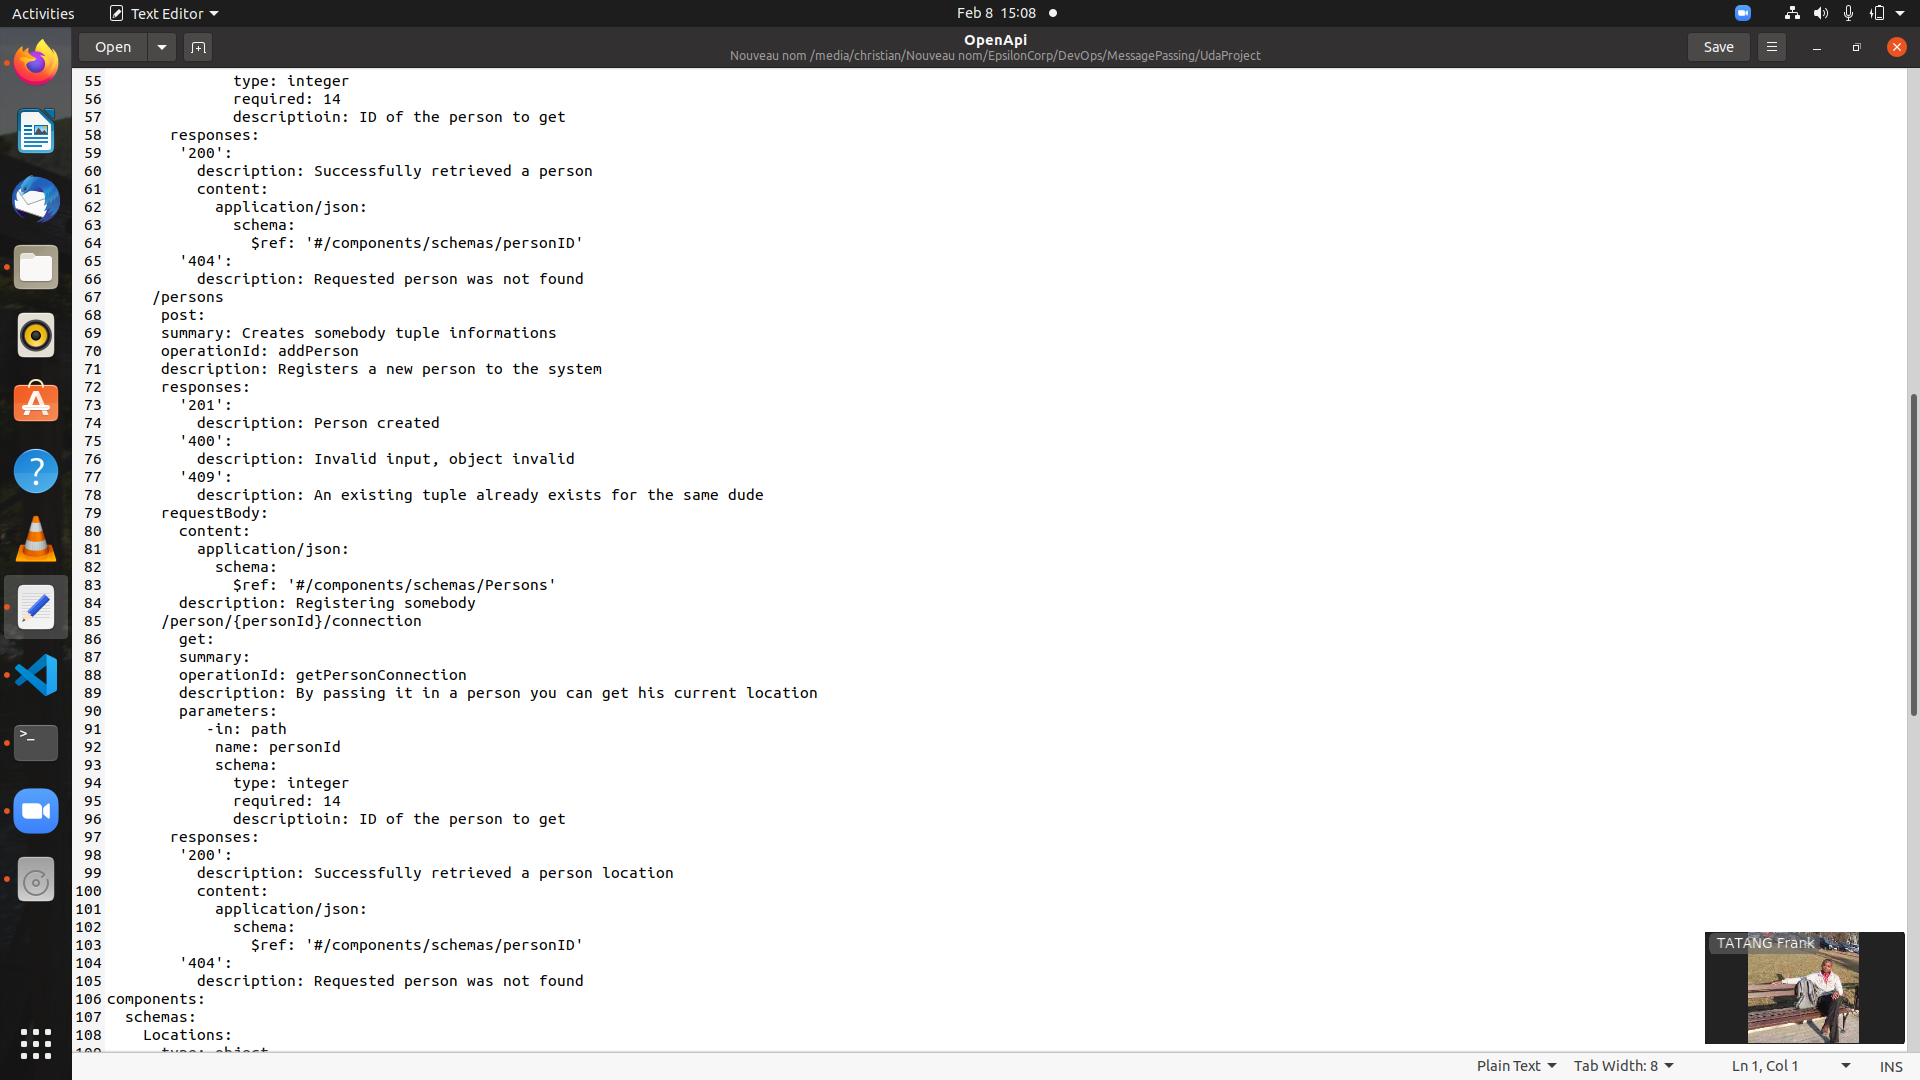 Activities
Text Editor
Feb 8 15:08
Open
OpenApi
Nouveau nom /media/christian/Nouveau nom/EpsilonCorp/DevOps/MessagePassing/UdaProject
Save
55 type: integer
56 required: 14
57 descriptioin: ID of the person to get
58 responses:
59 '200':
60 description: Successfully retrieved a person
61 content:
62 application/json:
63 schema:
64 $ref: '#/components/schemas/personID'
65 '404':
66 description: Requested person was not found
67 /persons
68 post:
69 summary: Creates somebody tuple informations
70 operationId: addPerson
71 description: Registers a new person to the system
72 responses:
73 '201':
74 description: Person created
75 '400':
76 description: Invalid input, object invalid
77 '409':
78 description: An existing tuple already exists for the same dude
79 requestBody:
80 content:
81 application/json:
82 schema:
83 $ref: '#/components/schemas/Persons'
84 description: Registering somebody
85 /person/{personId}/connection
86 get:
87 summary:
88 operationId: getPersonConnection
89 description: By passing it in a person you can get his current location
90 parameters:
91 -in: path
92 name: personId
93 schema:
94 type: integer
95 required: 14
96 descriptioin: ID of the person to get
97 responses:
98 '200':
99 description: Successfully retrieved a person location
100 content:
101 application/json:
102 schema:
103 $ref: '#/components/schemas/personID'
104 '404':
105 description: Requested person was not found
106 components:
107 schemas:
108 Locations:
109 type: object
TATANG Frank
Plain Text
Tab Width: 8
Ln 1, Col 1
INS